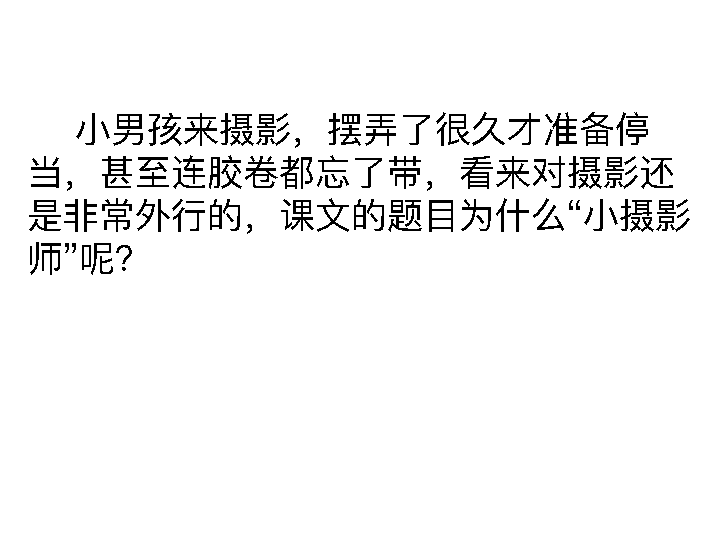 小男孩来摄影，摆弄了很久才准备停
当，甚至连胶卷都忘了带，看来对摄影还
是非常外行的，课文的题目为什么“小摄影
师”呢？